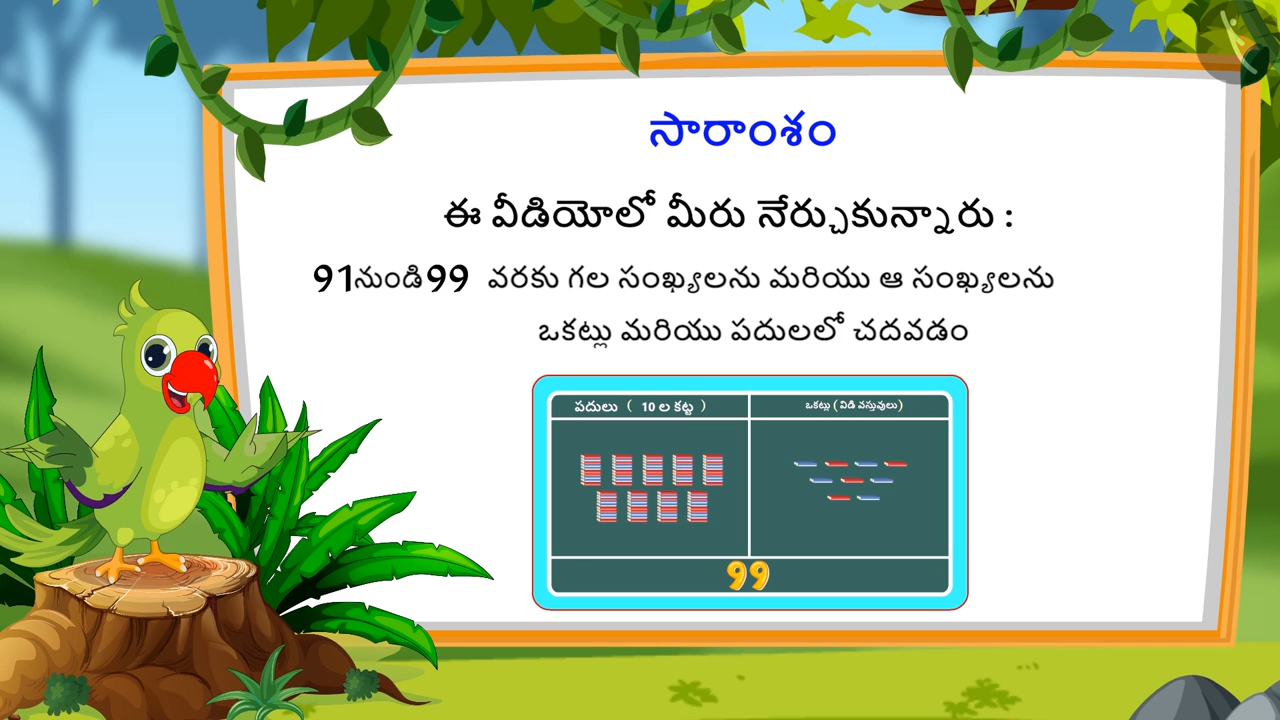 సారాంశం
ఈ వీడియోలో మీరు నేర్చుకున్నారు :
91నుండి99 వరకు గల సంఖ్యలను మరియు ఆ సంఖ్యలను
ఒకట్లు మరియు పదులలో చదవడం
పదులు ( 10 ల కట్ట ) ఒకట్లు (విడి వస్తువులు)
99